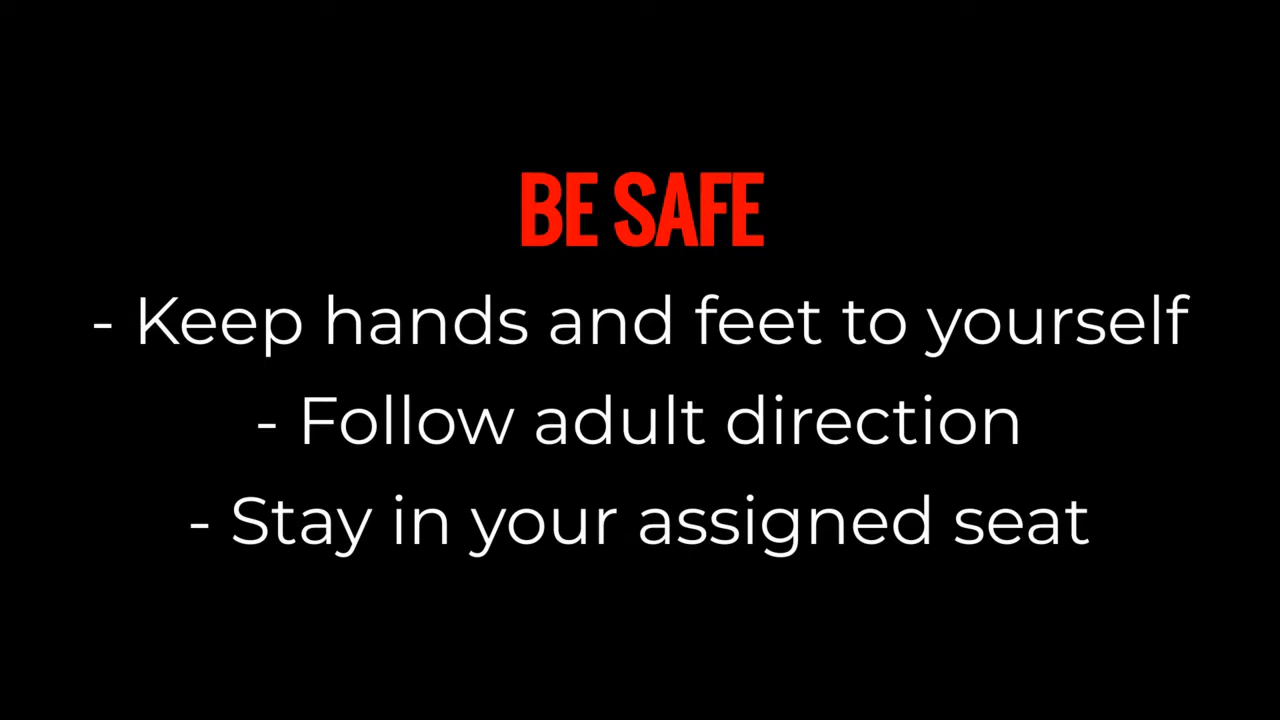 BE SAFE
- Keep hands and feet to yourself
- Follow adult direction
- Stay in your assigned seat